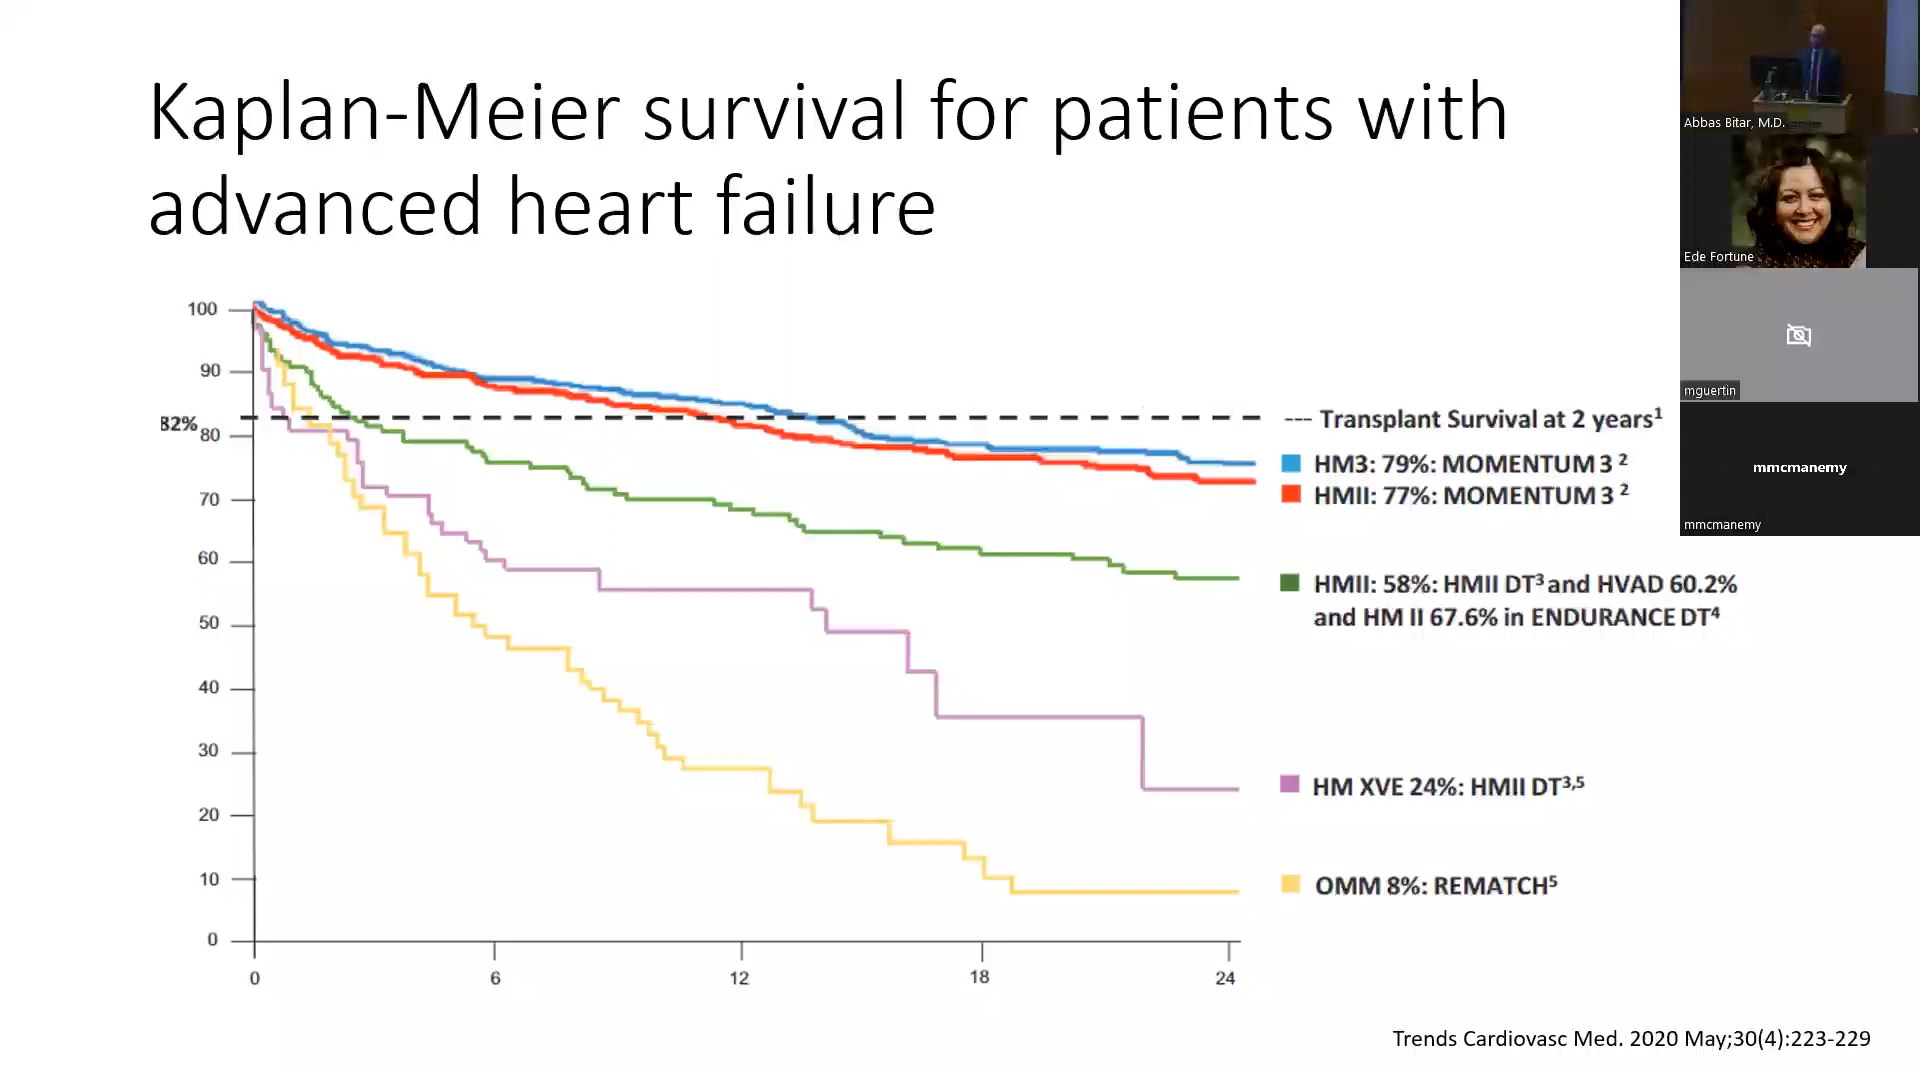 Kaplan-Meier survival for patients with
advanced heart failure
100
90
82%
80
70
60
50
40
30
20
10
0
0 6 12 18 24
--- Transplant Survival at 2 years¹
HM3: 79%: MOMENTUM 3 ²
HMII: 77%: MOMENTUM 3 ²
HMII: 58%: HMII DT³ and HVAD 60.2%
and HM II 67.6% in ENDURANCE DT⁴
HM XVE 24%: HMII DT³,⁵
OMM 8%: REMATCH⁵
Trends Cardiovasc Med. 2020 May;30(4):223-229
Abbas Bitar, M.D.
Ede Fortune
mguertin
mmcmanemy
mmcmanemy